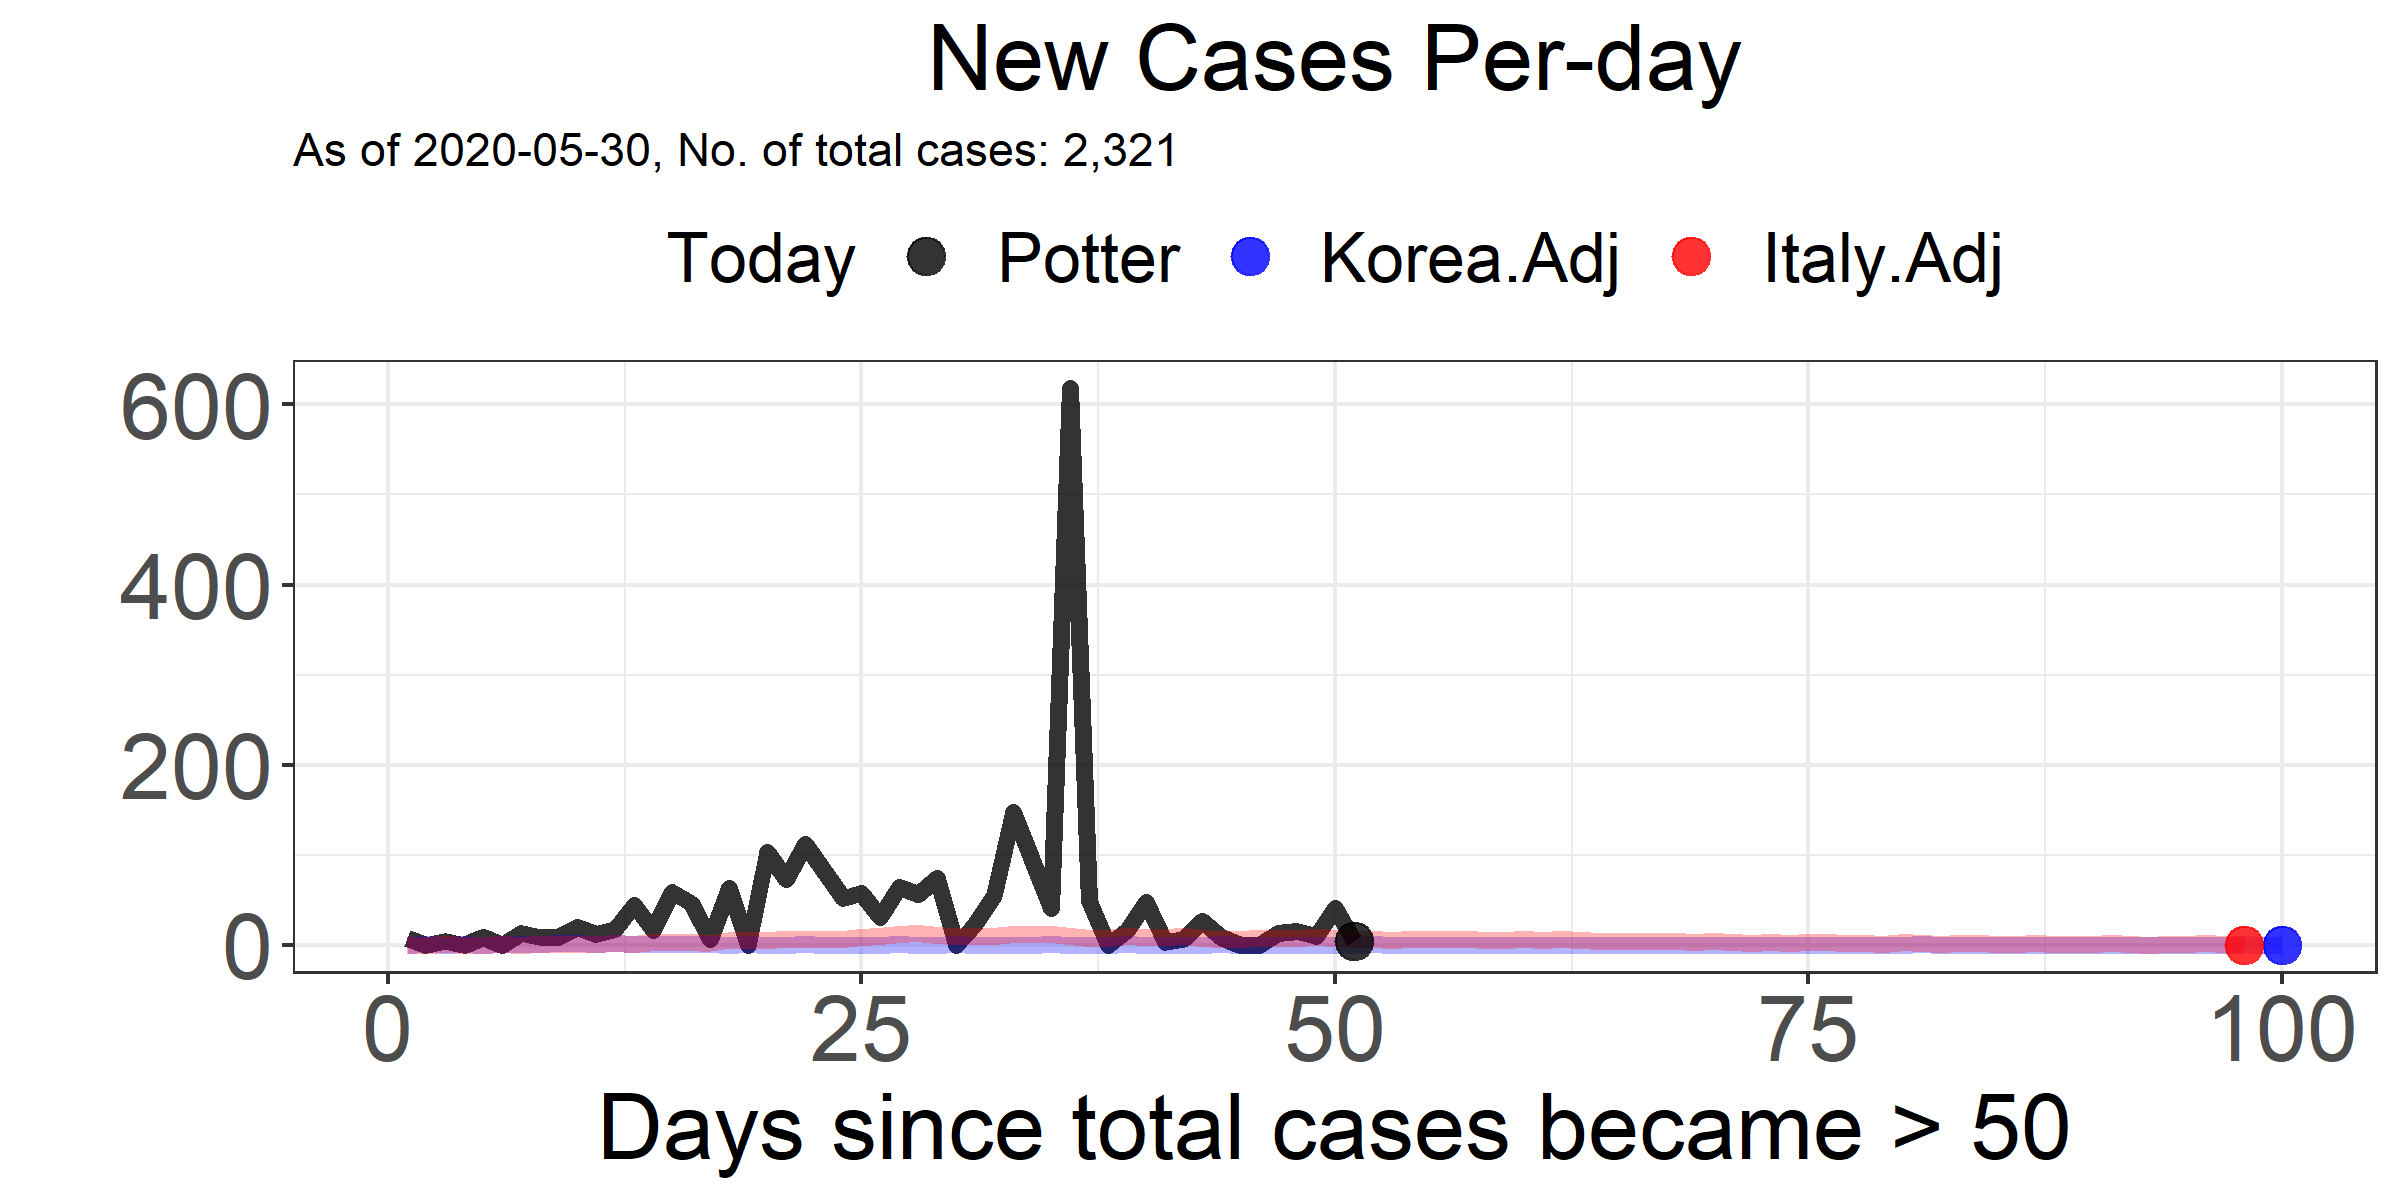 New Cases Per-day
As of 2020-05-30, No. of total cases: 2,321
Today Potter Korea.Adj Italy.Adj
600
400
200
0
0 25 50 75 100
Days since total cases became > 50